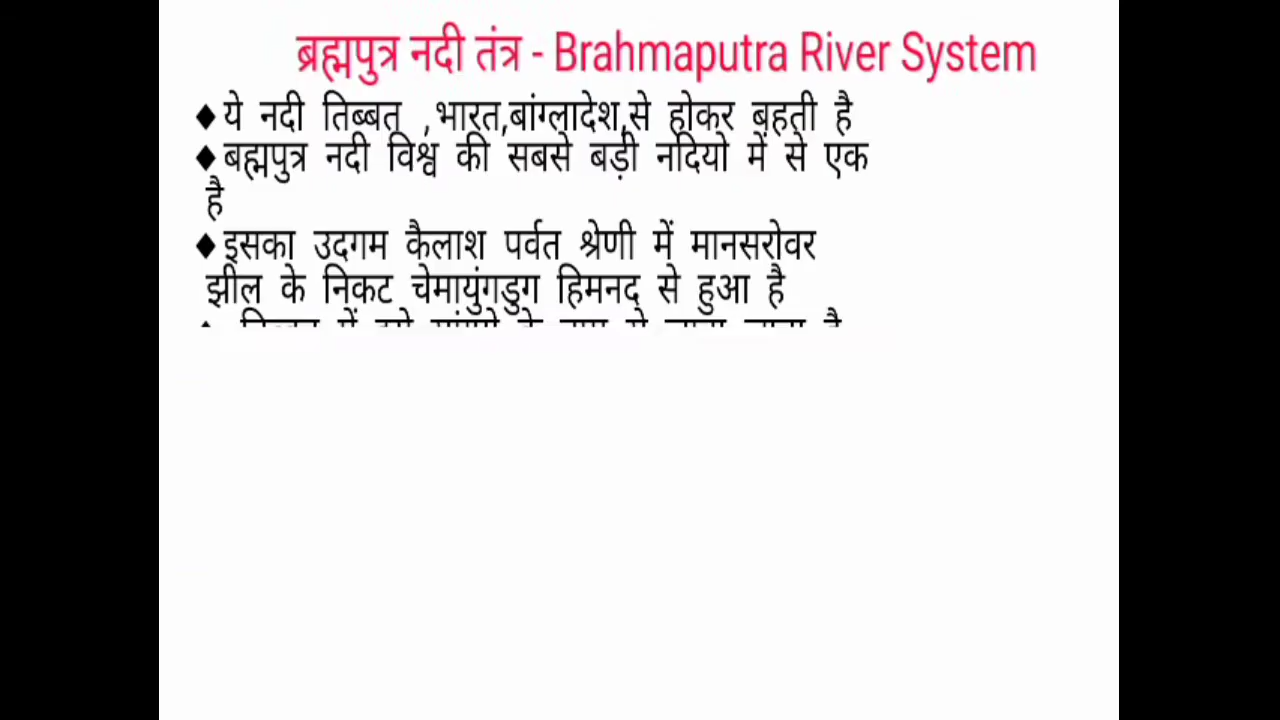 ब्रह्मपुत्र नदी तंत्र - Brahmaputra River System
♦ये नदी तिब्बत ,भारत,बांग्लादेश,से होकर बहती है
♦बह्मपुत्र नदी विश्व की सबसे बड़ी नदियो में से एक
है
♦इसका उदगम कैलाश पर्वत श्रेणी में मानसरोवर
झील के निकट चेमायुंगडुग हिमनद से हुआ है